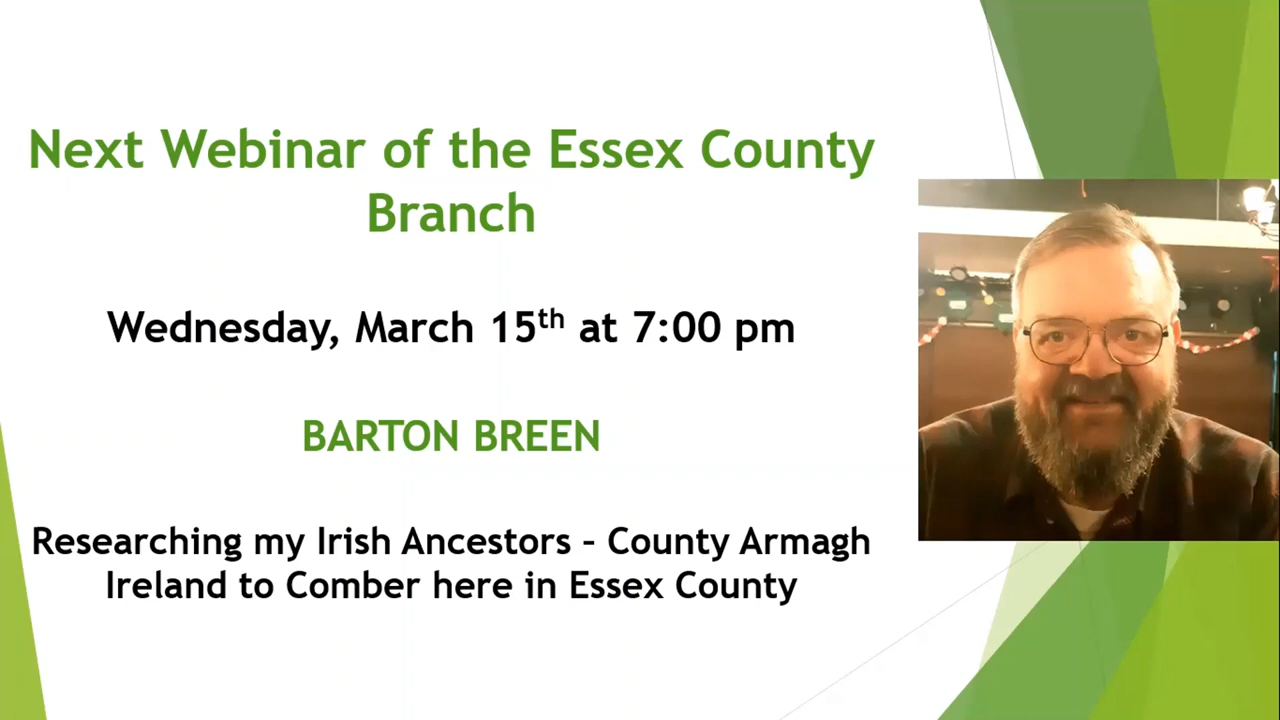 Next Webinar of the Essex County
Branch
Wednesday, March 15th at 7:00 pm
BARTON BREEN
Researching my Irish Ancestors – County Armagh
Ireland to Comber here in Essex County